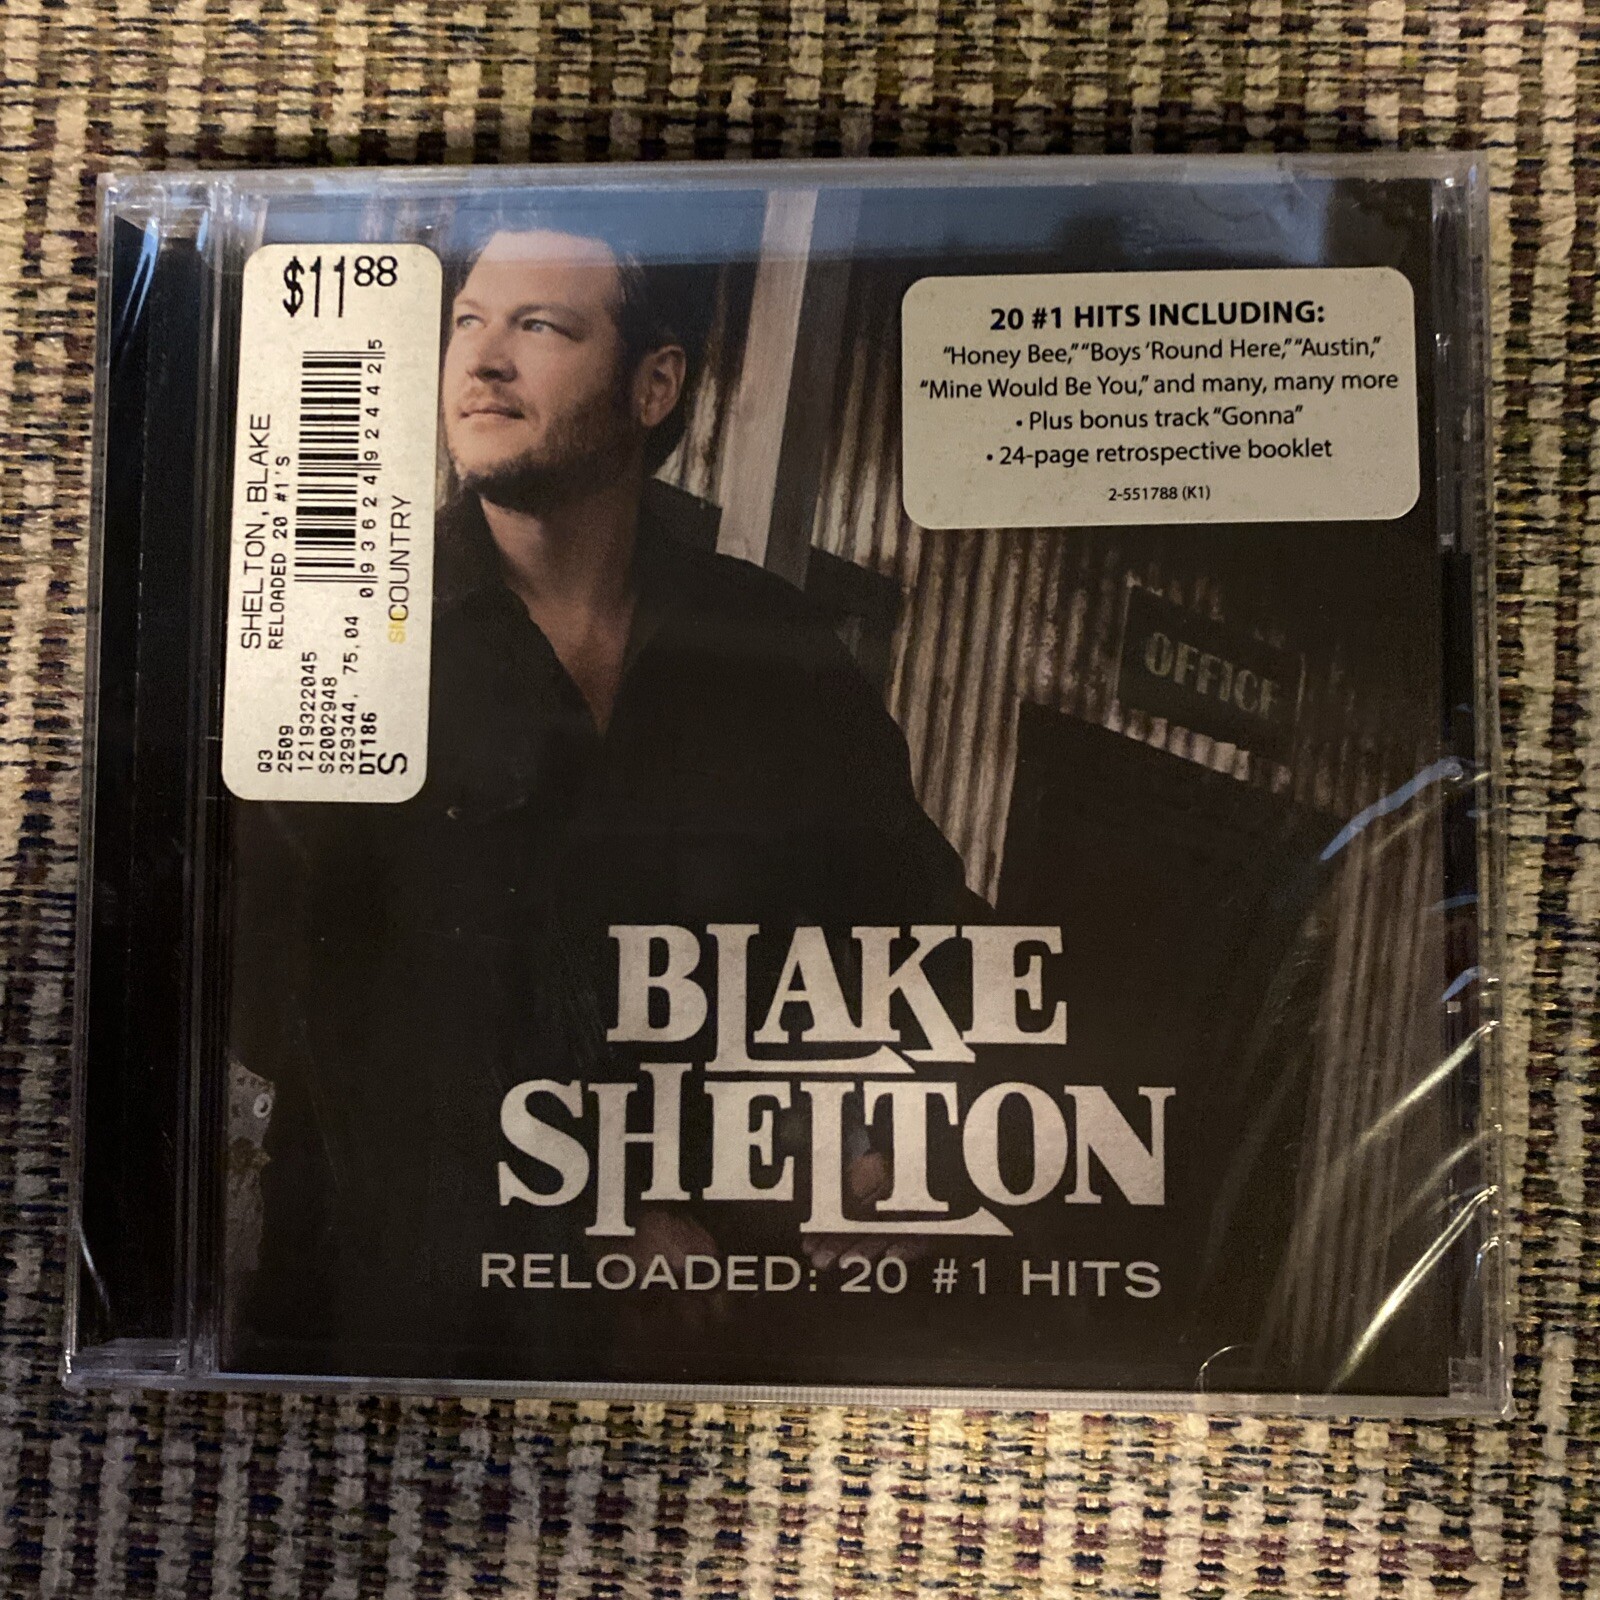 $11 88
SHELTON, BLAKE
RELOADED 20 #1'S
0 93624 92442 5
COUNTRY
Q3
2509
1219322045
S2002948
329344. 75,04
DT186
S
20 #1 HITS INCLUDING:
"Honey Bee," "Boys 'Round Here," "Austin,"
"Mine Would Be You," and many, many more
• Plus bonus track "Gonna"
• 24-page retrospective booklet
2-551788 (K1)
OFFICE
BLAKE
SHELTON
RELOADED: 20 #1 HITS